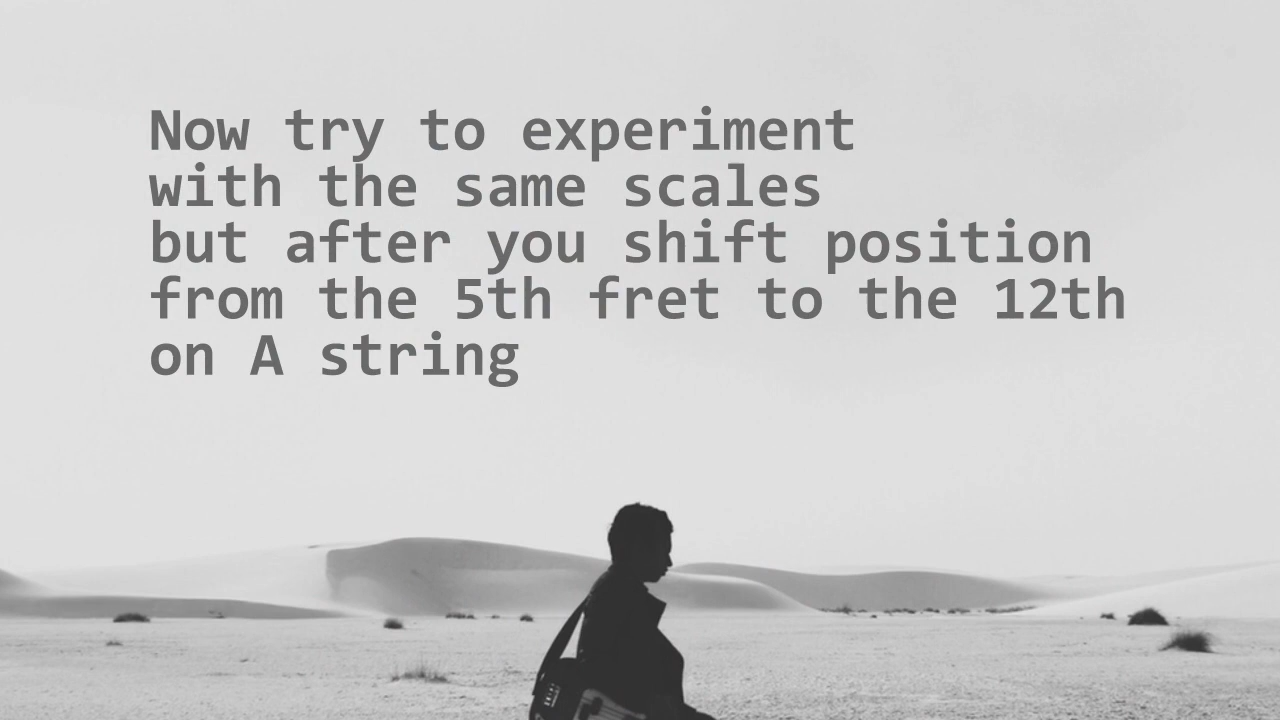 Now try to experiment
with the same scales
but after you shift position
from the 5th fret to the 12th
on A string